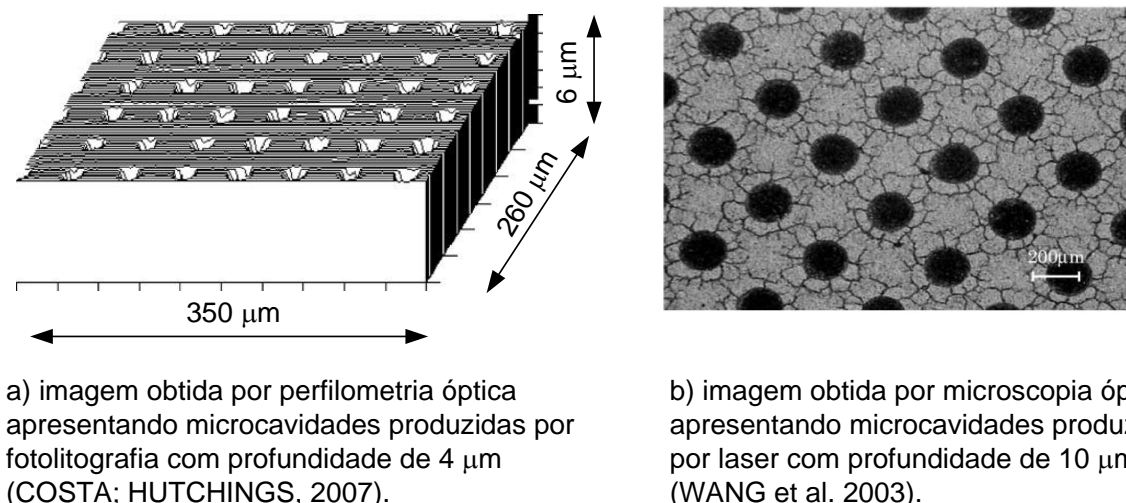 6 μm
260 μm
350 μm
200μm
a) imagem obtida por perfilometria óptica
apresentando microcavidades produzidas por
fotolitografia com profundidade de 4 μm
(COSTA; HUTCHINGS, 2007).
b) imagem obtida por microscopia óp
apresentando microcavidades produz
por laser com profundidade de 10 μm
(WANG et al. 2003).